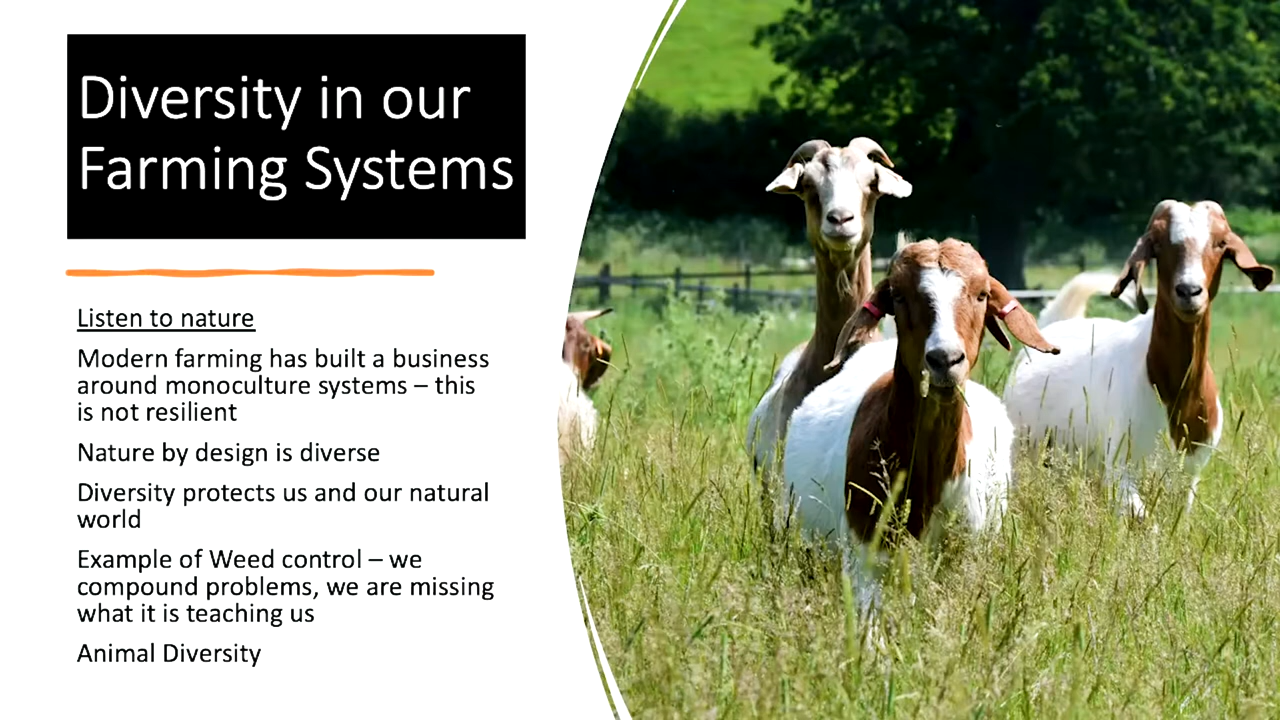 Diversity in our
Farming Systems
Listen to nature
Modern farming has built a business
around monoculture systems – this
is not resilient
Nature by design is diverse
Diversity protects us and our natural
world
Example of Weed control – we
compound problems, we are missing
what it is teaching us
Animal Diversity